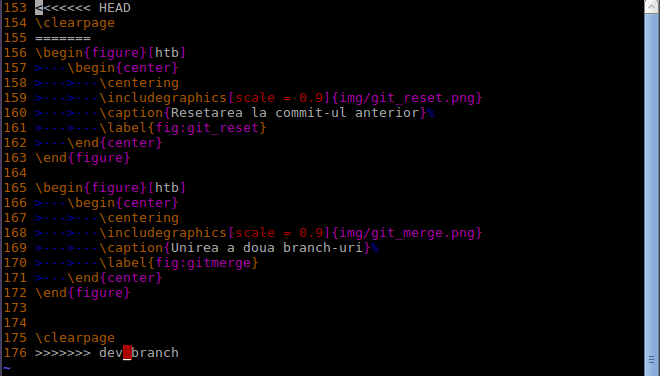 153 <<<<<<< HEAD
154 \clearpage
155 =======
156 \begin{figure}[htb]
157 >---\begin{center}
158 >--->---\centering
159 >--->---\includegraphics[scale = 0.9]{img/git_reset.png}
160 >--->---\caption{Resetarea la commit-ul anterior}\
161 >--->---\label{fig:git_reset}
162 >---\end{center}
163 \end{figure}
164
165 \begin{figure}[htb]
166 >---\begin{center}
167 >--->---\centering
168 >--->---\includegraphics[scale = 0.9]{img/git_merge.png}
169 >--->---\caption{Unirea a doua branch-uri}
170 >--->---\label{fig:gitmerge}
171 >---\end{center}
172 \end{figure}
173
174
175 \clearpage
176 >>>>>>> dev_branch
~